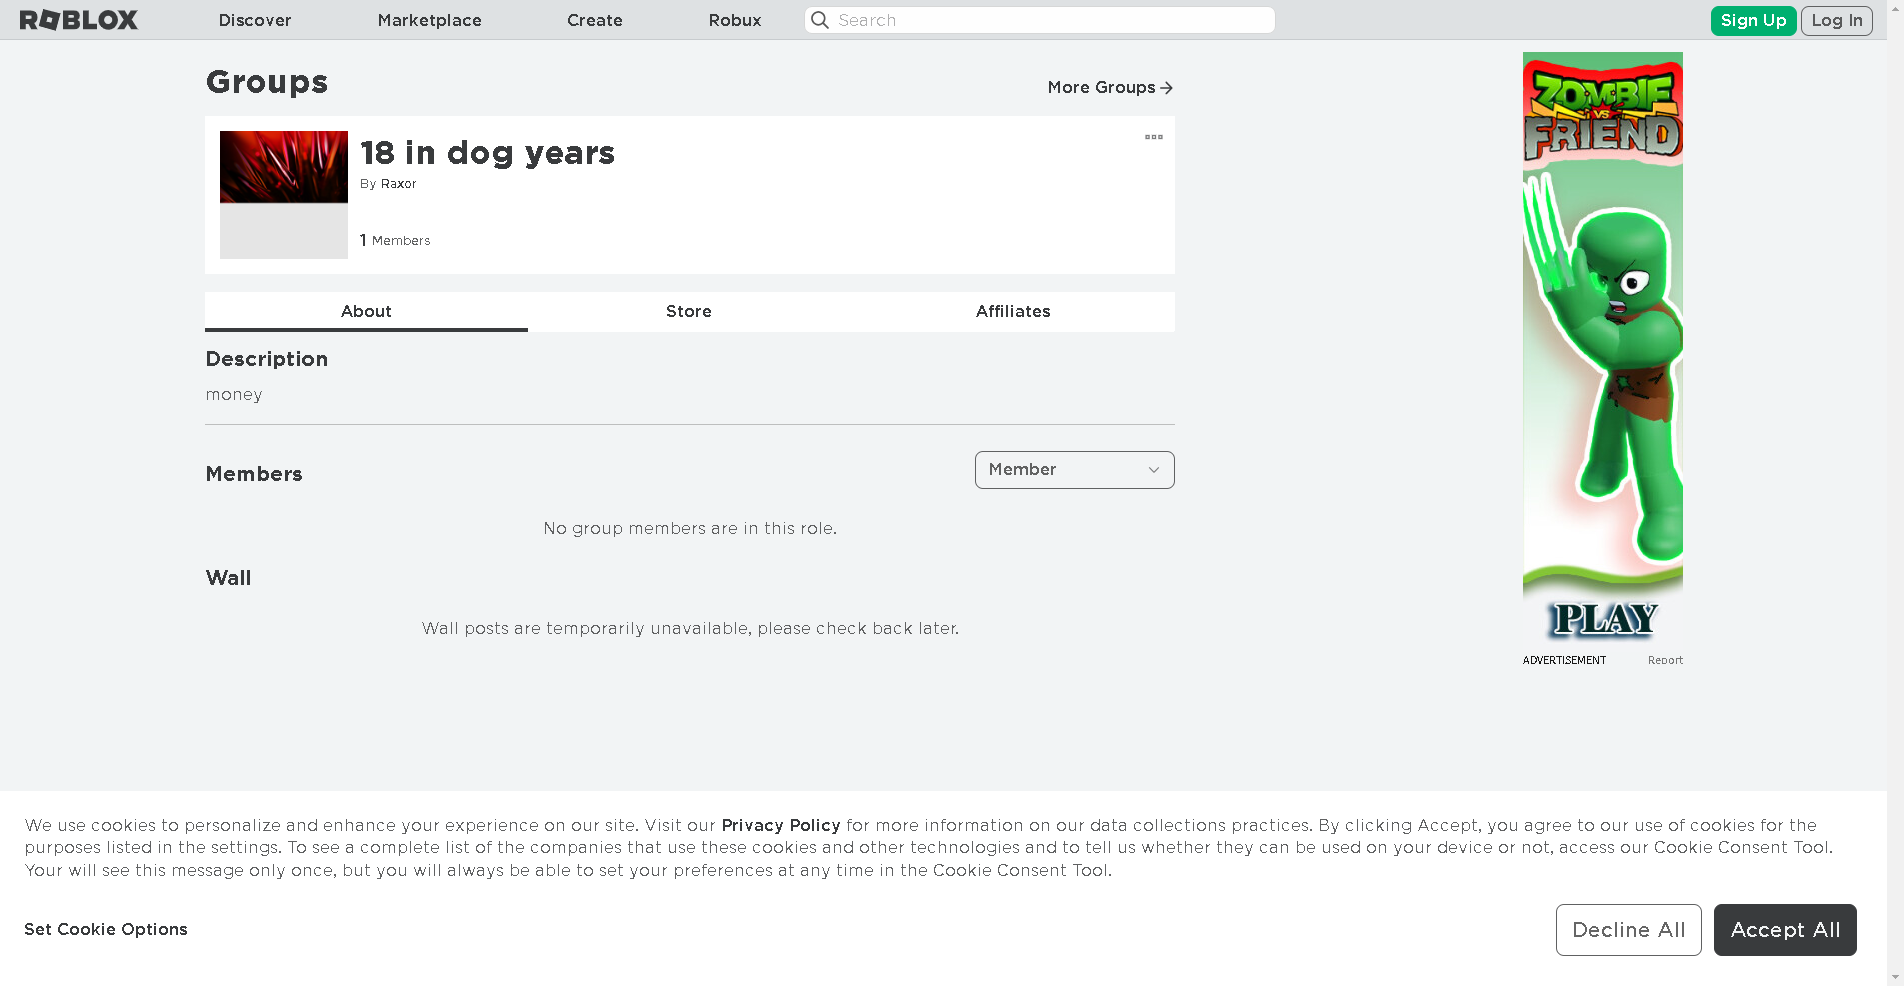 ROBLOX
Discover
Marketplace
Create
Robux
Search
Sign Up
Log In
Groups
More Groups
18 in dog years
By Raxor
1 Members
About
Store
Affiliates
Description
money
Members
Member
No group members are in this role.
Wall
Wall posts are temporarily unavailable, please check back later.
ZOMBIE
VS
FRIEND
PLAY
ADVERTISEMENT
Report
We use cookies to personalize and enhance your experience on our site. Visit our Privacy Policy for more information on our data collections practices. By clicking Accept, you agree to our use of cookies for the
purposes listed in the settings. To see a complete list of the companies that use these cookies and other technologies and to tell us whether they can be used on your device or not, access our Cookie Consent Tool.
Your will see this message only once, but you will always be able to set your preferences at any time in the Cookie Consent Tool.
Set Cookie Options
Decline All
Accept All